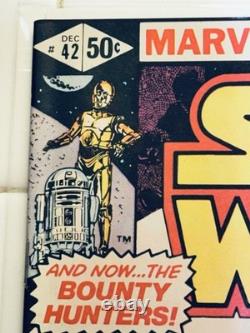 DEC
# 42 50¢
MARV
S
W
TM
AND NOW...THE
BOUNTY
HUNTERS!